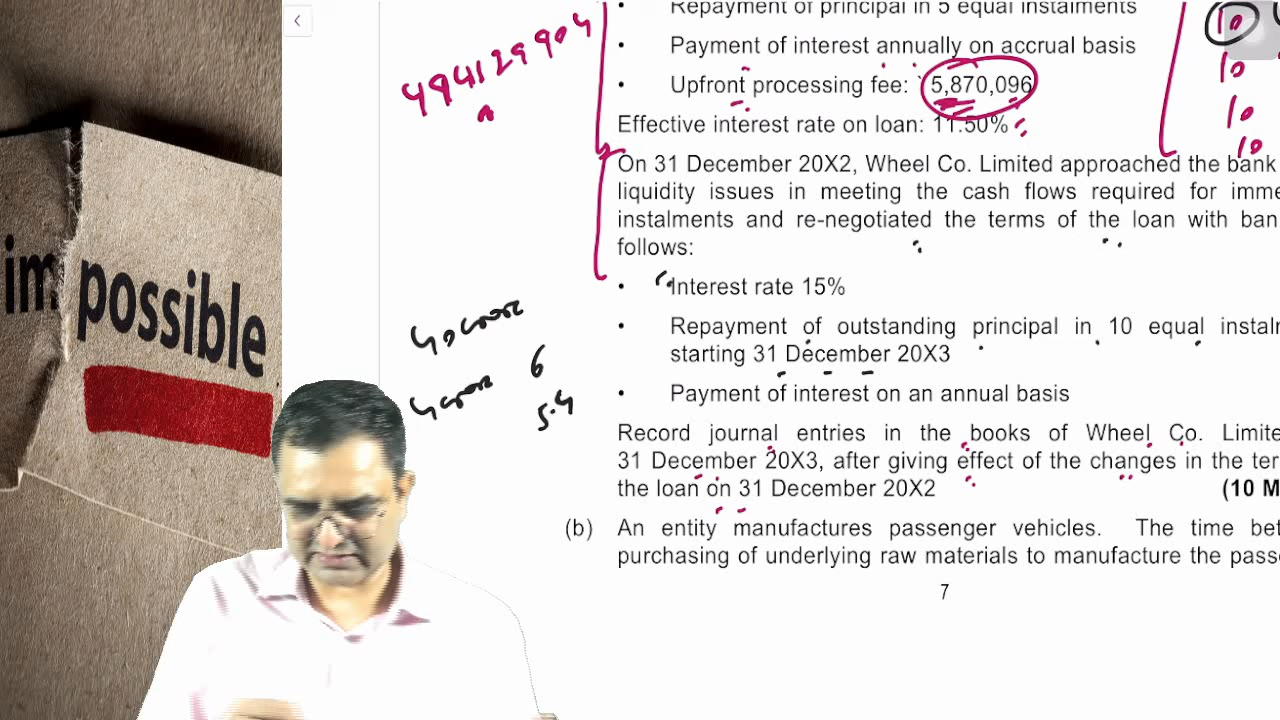 impossible
Repayment of principal in 5 equal instalments
• Payment of interest annually on accrual basis
• Upfront processing fee: ` 5,870,096
Effective interest rate on loan: 11.50%
On 31 December 20X2, Wheel Co. Limited approached the bank
liquidity issues in meeting the cash flows required for imme
instalments and re-negotiated the terms of the loan with ban
follows:
• Interest rate 15%
• Repayment of outstanding principal in 10 equal instaln
starting 31 December 20X3
• Payment of interest on an annual basis
Record journal entries in the books of Wheel Co. Limite
31 December 20X3, after giving effect of the changes in the ter
the loan on 31 December 20X2 (10 M
(b) An entity manufactures passenger vehicles. The time bet
purchasing of underlying raw materials to manufacture the passe
7
494129904
40 crore
4 crore 6
5.4
10
10
10
10